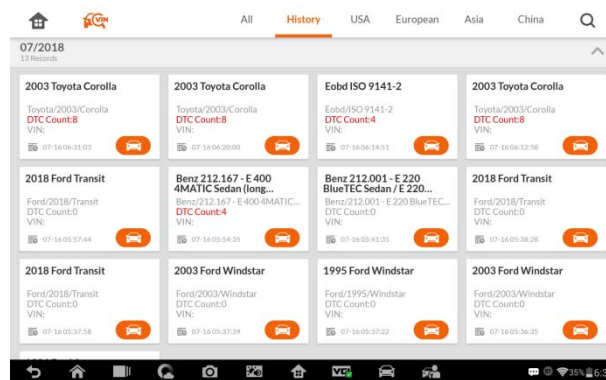 VIN
All
History
USA
European
Asia
China
07/2018
13 Records
2003 Toyota Corolla
Toyota/2003/Corolla
DTC Count:8
VIN:
07-16 06:31:03
2003 Toyota Corolla
Toyota/2003/Corolla
DTC Count:8
VIN:
07-16 06:20:00
Eobd ISO 9141-2
Eobd/ISO 9141-2
DTC Count:4
VIN:
07-16 06:14:51
2003 Toyota Corolla
Toyota/2003/Corolla
DTC Count:8
VIN:
07-16 06:12:58
2018 Ford Transit
Ford/2018/Transit
DTC Count:0
VIN:
07-16 05:57:44
Benz 212.167 - E 400
4MATIC Sedan (long...
Benz/212.167 - E 400 4MATIC...
DTC Count:4
VIN:
07-16 05:54:35
Benz 212.001 - E 220
BlueTEC Sedan / E 220...
Benz/212.001 - E 220 BlueTEC...
DTC Count:0
VIN:
07-16 05:41:35
2018 Ford Transit
Ford/2018/Transit
DTC Count:0
VIN:
07-16 05:38:28
2018 Ford Transit
Ford/2018/Transit
DTC Count:0
VIN:
07-16 05:37:58
2003 Ford Windstar
Ford/2003/Windstar
DTC Count:0
VIN:
07-16 05:37:39
1995 Ford Windstar
Ford/1995/Windstar
DTC Count:0
VIN:
07-16 05:37:22
2003 Ford Windstar
Ford/2003/Windstar
DTC Count:0
VIN:
07-16 05:36:35
35%